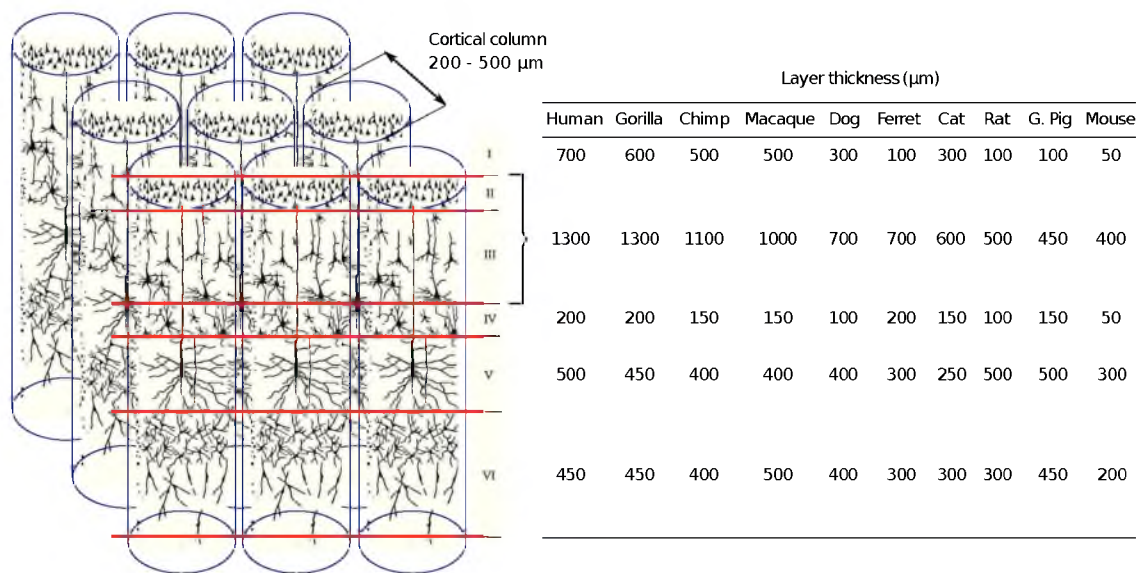 Cortical column
200 - 500 µm
Layer thickness (µm)
Human Gorilla Chimp Macaque Dog Ferret Cat Rat G. Pig Mouse
I 700 600 500 500 300 100 300 100 100 50
II
III 1300 1300 1100 1000 700 700 600 500 450 400
IV 200 200 150 150 100 200 150 100 150 50
V 500 450 400 400 400 300 250 500 500 300
VI 450 450 400 500 400 300 300 300 450 200